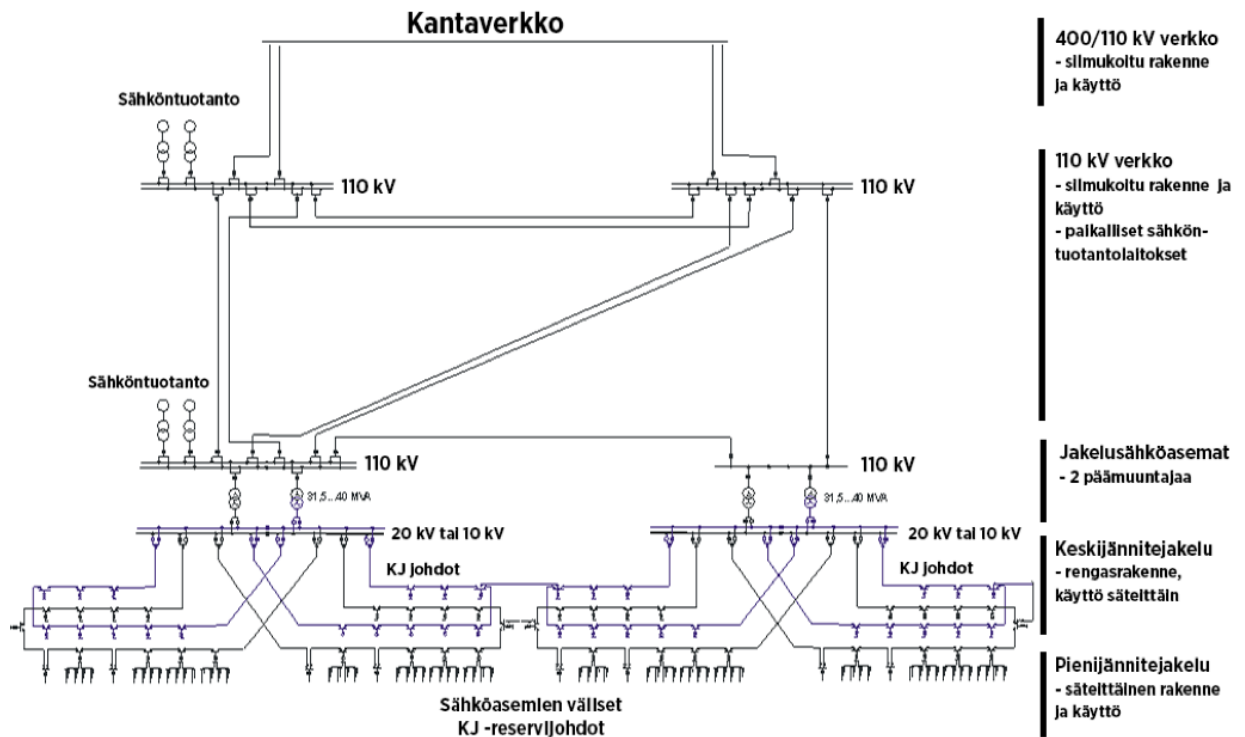 Kantaverkko
400/110 kV verkko
- silmukoitu rakenne
ja käyttö
Sähköntuotanto
110 kV
110 kV
110 kV verkko
- silmukoitu rakenne ja
käyttö
- paikalliset sähkön-
tuotantolaitokset
Sähköntuotanto
110 kV
110 kV
Jakelusähköasemat
- 2 päämuuntajaa
31,5...40 MVA
31,5...40 MVA
20 kV tai 10 kV
20 kV tai 10 kV
KJ johdot
KJ johdot
Keskijännitejakelu
- rengasrakenne,
käyttö säteittäin
Pienijännitejakelu
- säteittäinen rakenne
ja käyttö
Sähköasemien väliset
KJ -reservijohdot